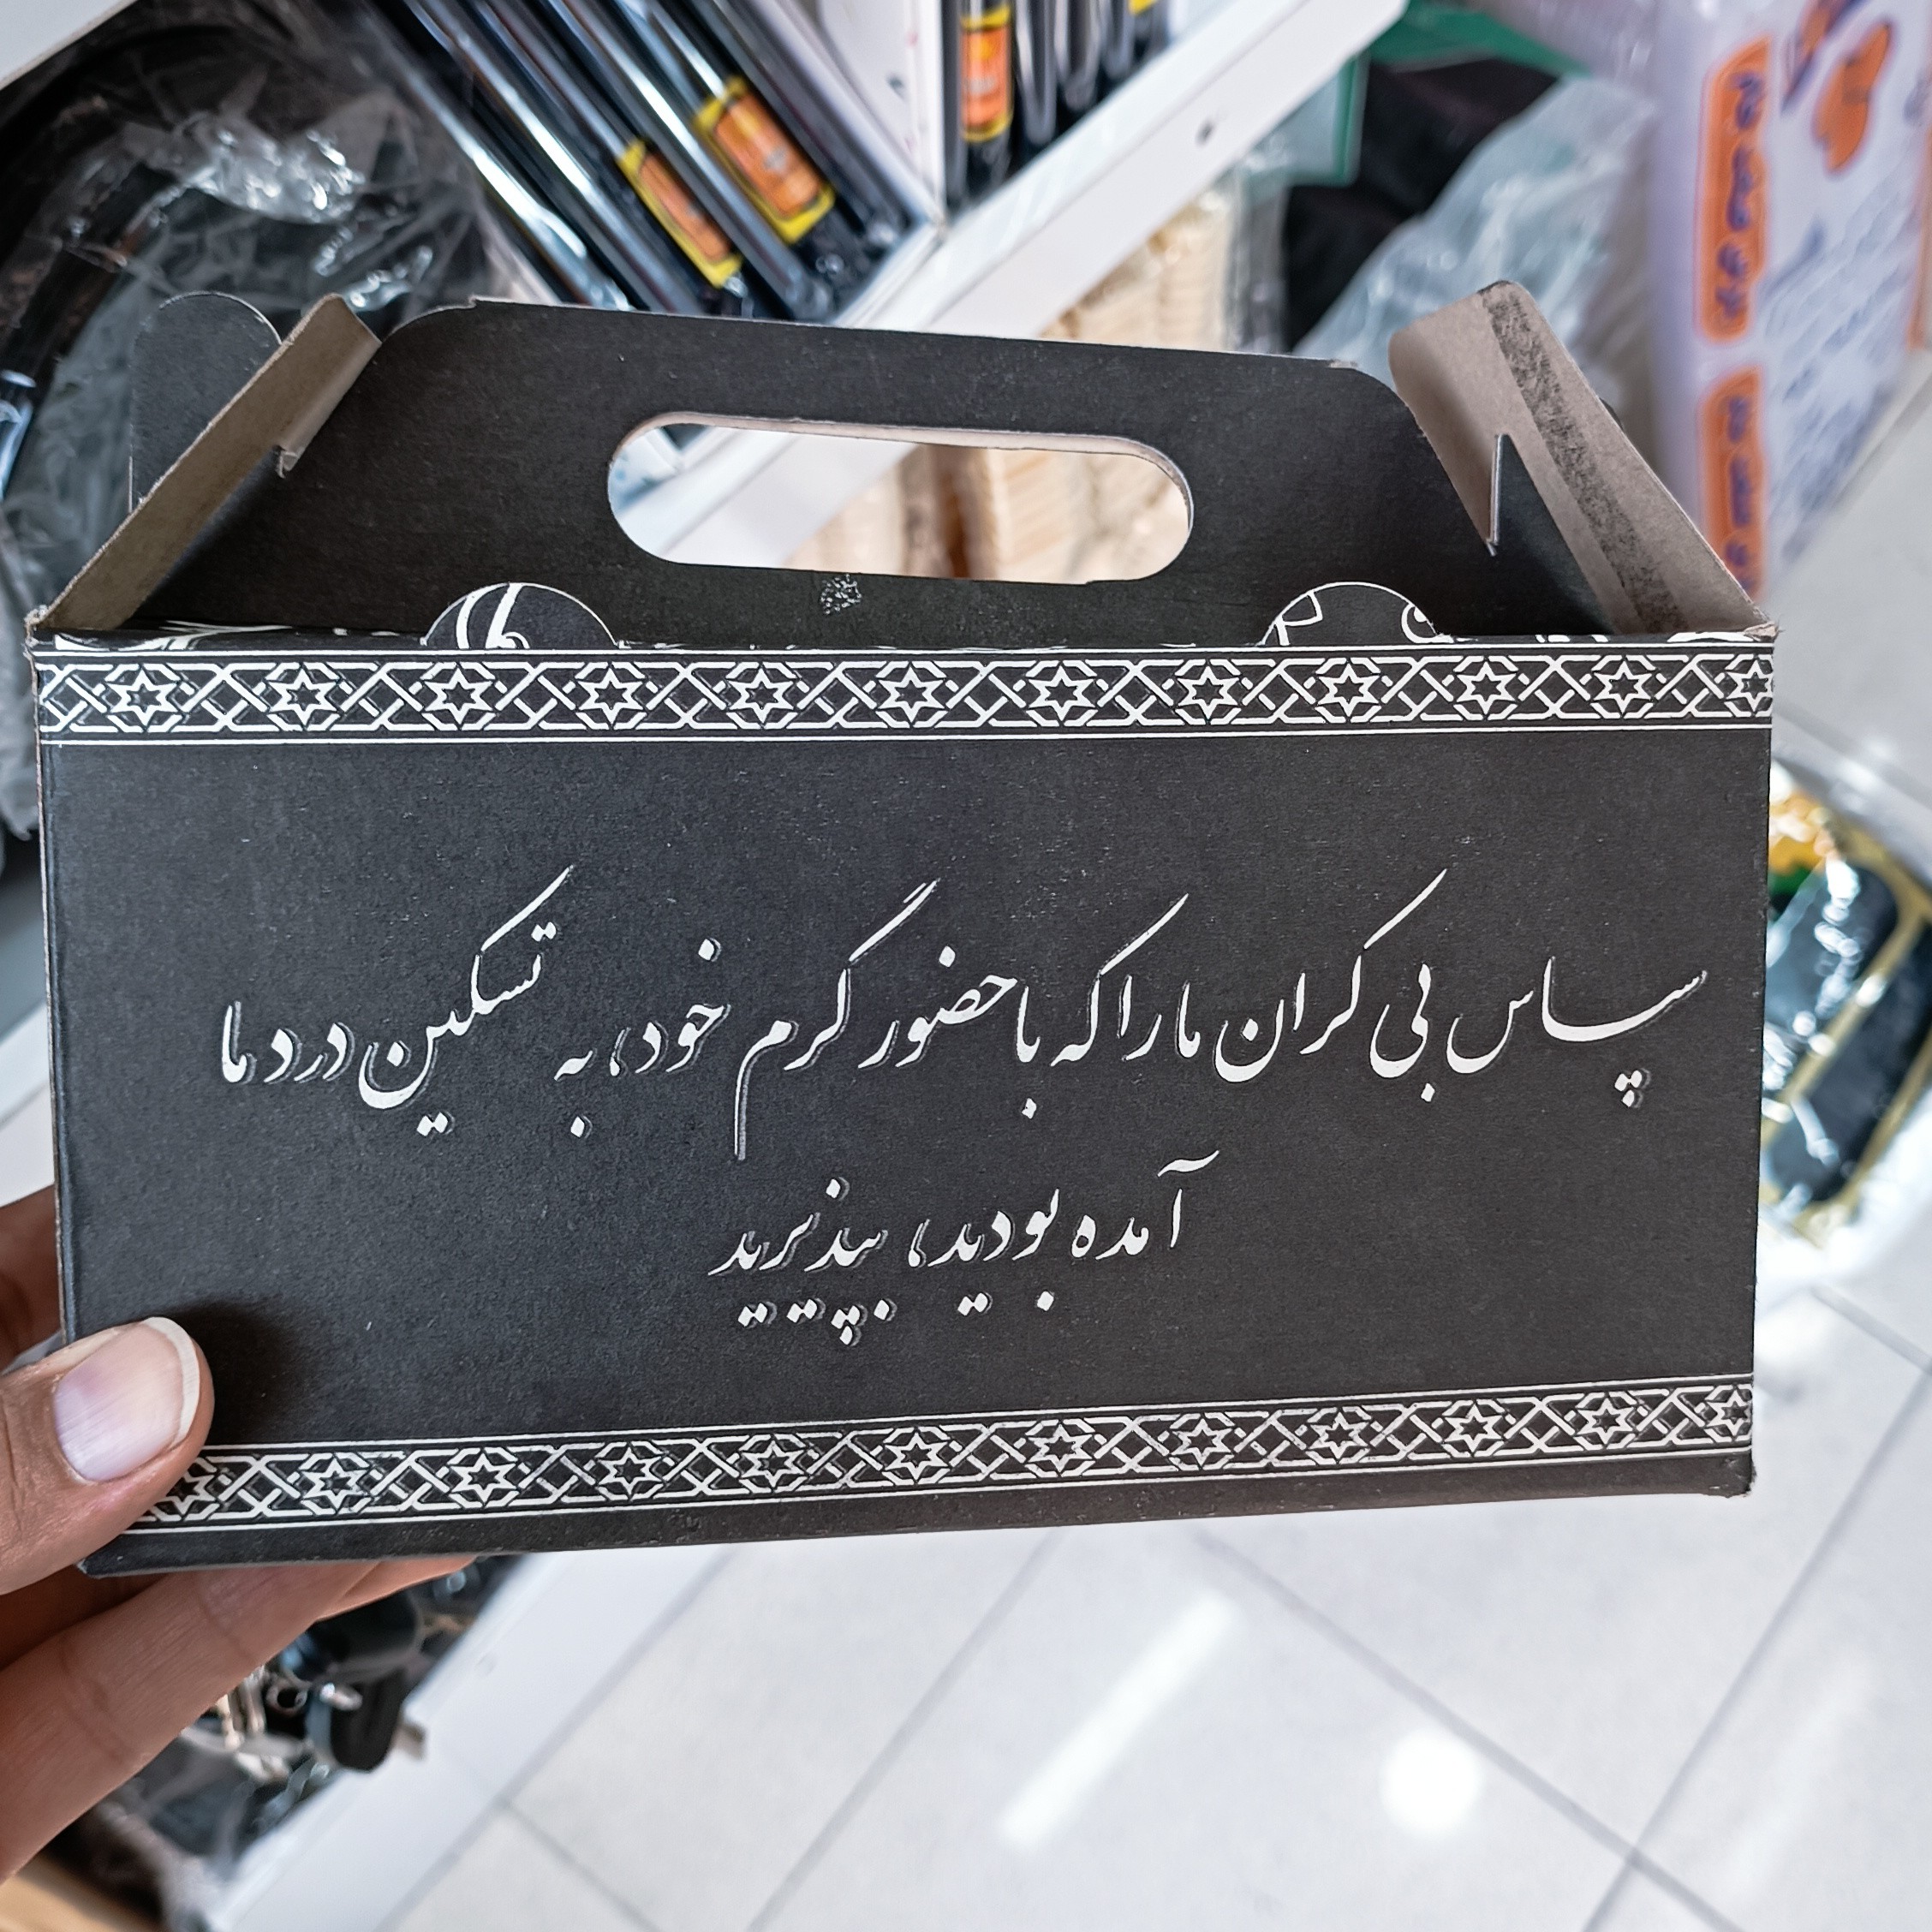 سپاس بی کران ما را که با حضور گرم خود، به تسکین درد ما
آمده بودید، بپذیرید